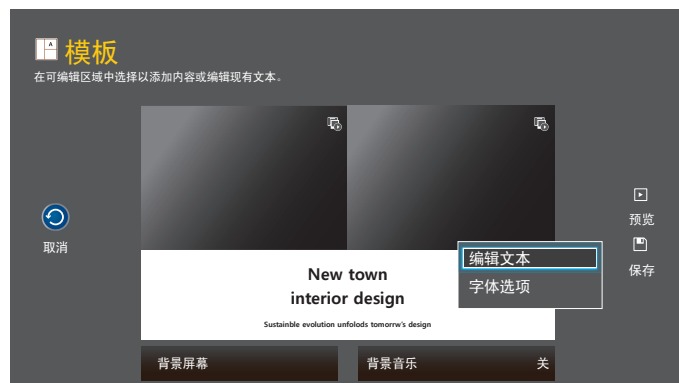 A
模板
在可编辑区域中选择以添加内容或编辑现有文本。
取消
New town
interior design
Sustainble evolution unfolods tomorrw's design
编辑文本
字体选项
预览
保存
背景屏幕
背景音乐 关